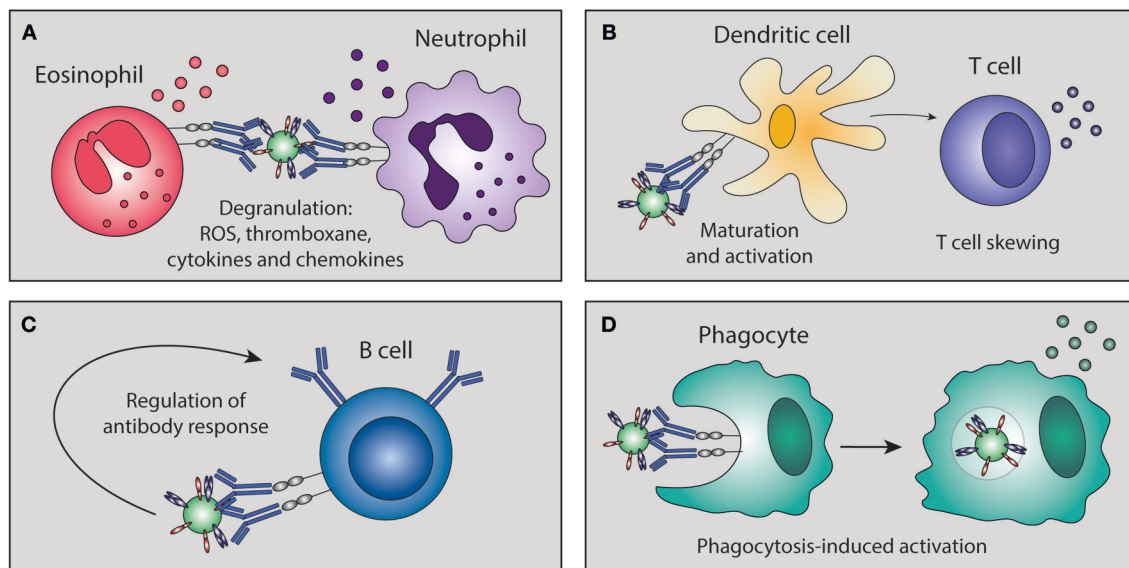 A
Eosinophil
Neutrophil
Degranulation:
ROS, thromboxane,
cytokines and chemokines
B
Dendritic cell
T cell
Maturation
and activation
T cell skewing
C
B cell
Regulation of
antibody response
D
Phagocyte
Phagocytosis-induced activation